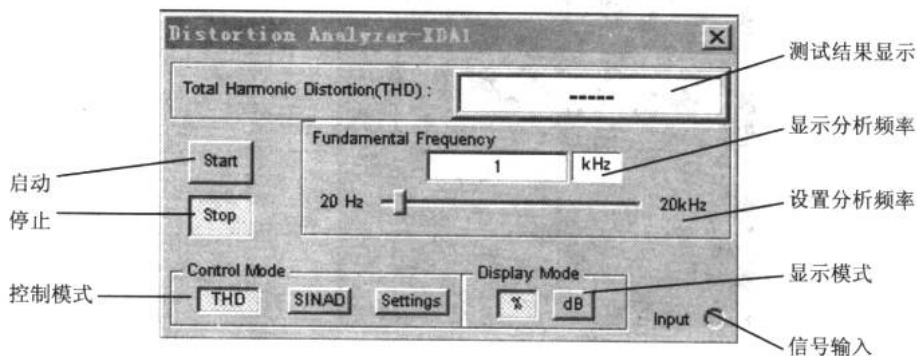 Distortion Analyzer-XDA1
测试结果显示
Total Harmonic Distortion(THD) :
-----
显示分析频率
Fundamental Frequency
1 kHz
启动
Start
20 Hz 20kHz
设置分析频率
停止
Stop
Control Mode
Display Mode
显示模式
控制模式
THD SINAD Settings % dB
Input
信号输入